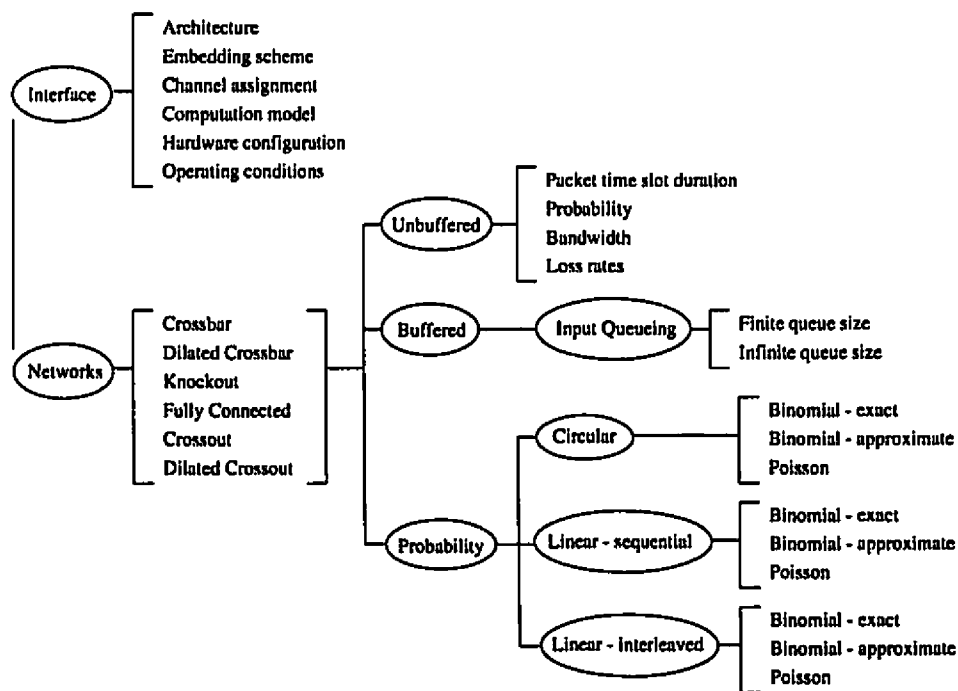 Interface
Architecture
Embedding scheme
Channel assignment
Computation model
Hardware configuration
Operating conditions
Networks
Crossbar
Dilated Crossbar
Knockout
Fully Connected
Crossout
Dilated Crossout
Unbuffered
Packet time slot duration
Probability
Bandwidth
Loss rates
Buffered
Input Queueing
Finite queue size
Infinite queue size
Probability
Circular
Binomial - exact
Binomial - approximate
Poisson
Linear - sequential
Binomial - exact
Binomial - approximate
Poisson
Linear - interleaved
Binomial - exact
Binomial - approximate
Poisson